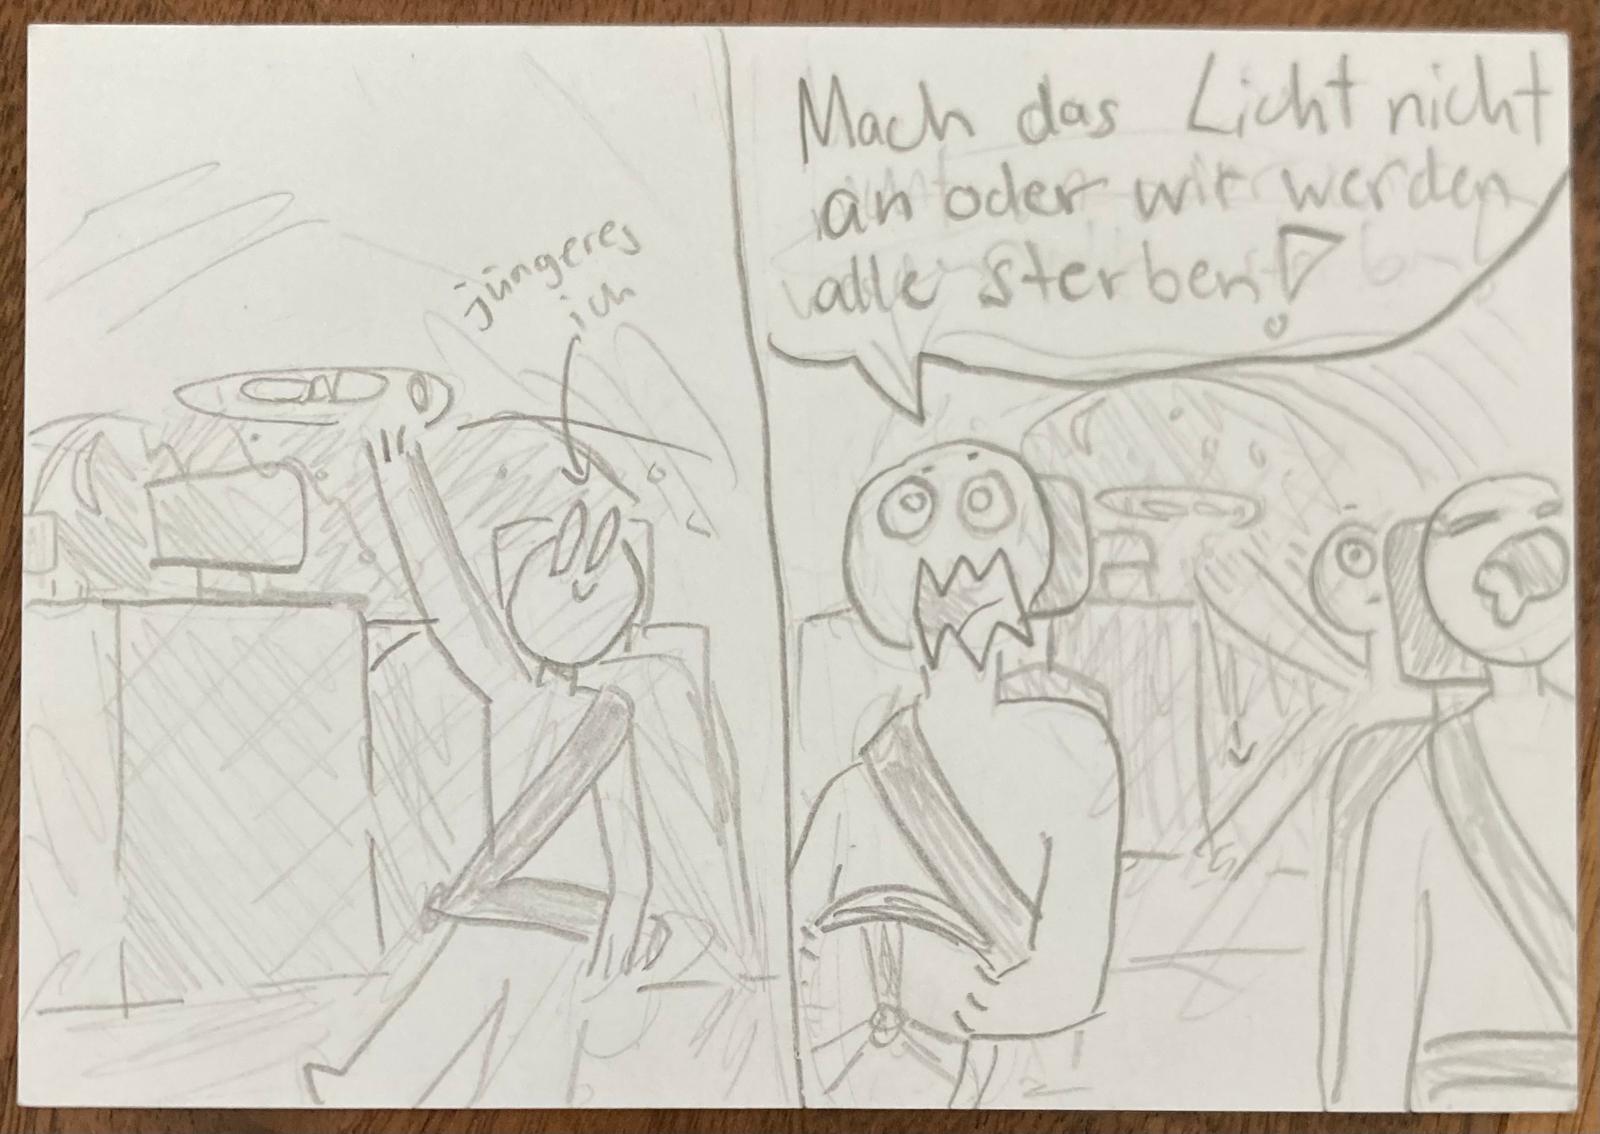 jüngeres
ich
Mach das Licht nicht
an oder wir werden
alle sterben!